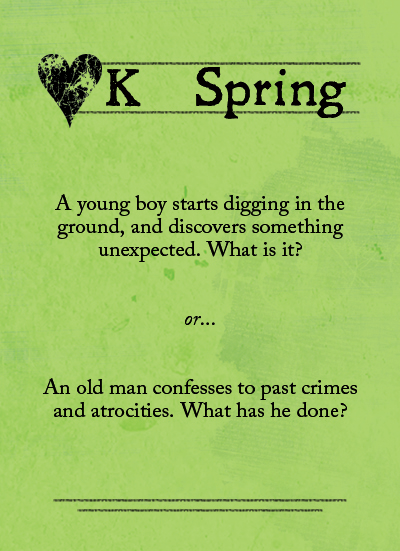 K Spring
A young boy starts digging in the
ground, and discovers something
unexpected. What is it?
or...
An old man confesses to past crimes
and atrocities. What has he done?